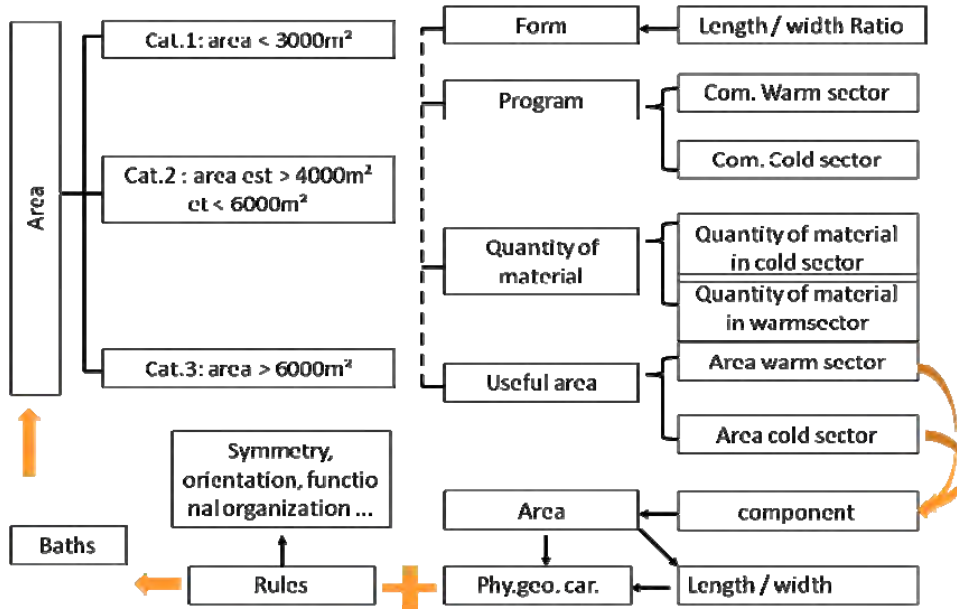 Area
Cat.1: area < 3000m²
Cat.2 : area est > 4000m²
et < 6000m²
Cat.3: area > 6000m²
Form
Length / width Ratio
Program
Com. Warm sector
Com. Cold sector
Quantity of
material
Quantity of material
in cold sector
Quantity of material
in warmsector
Useful area
Area warm sector
Area cold sector
Symmetry,
orientation, functio
nal organization ...
Area
component
Baths
Rules
Phy.geo. car.
Length / width